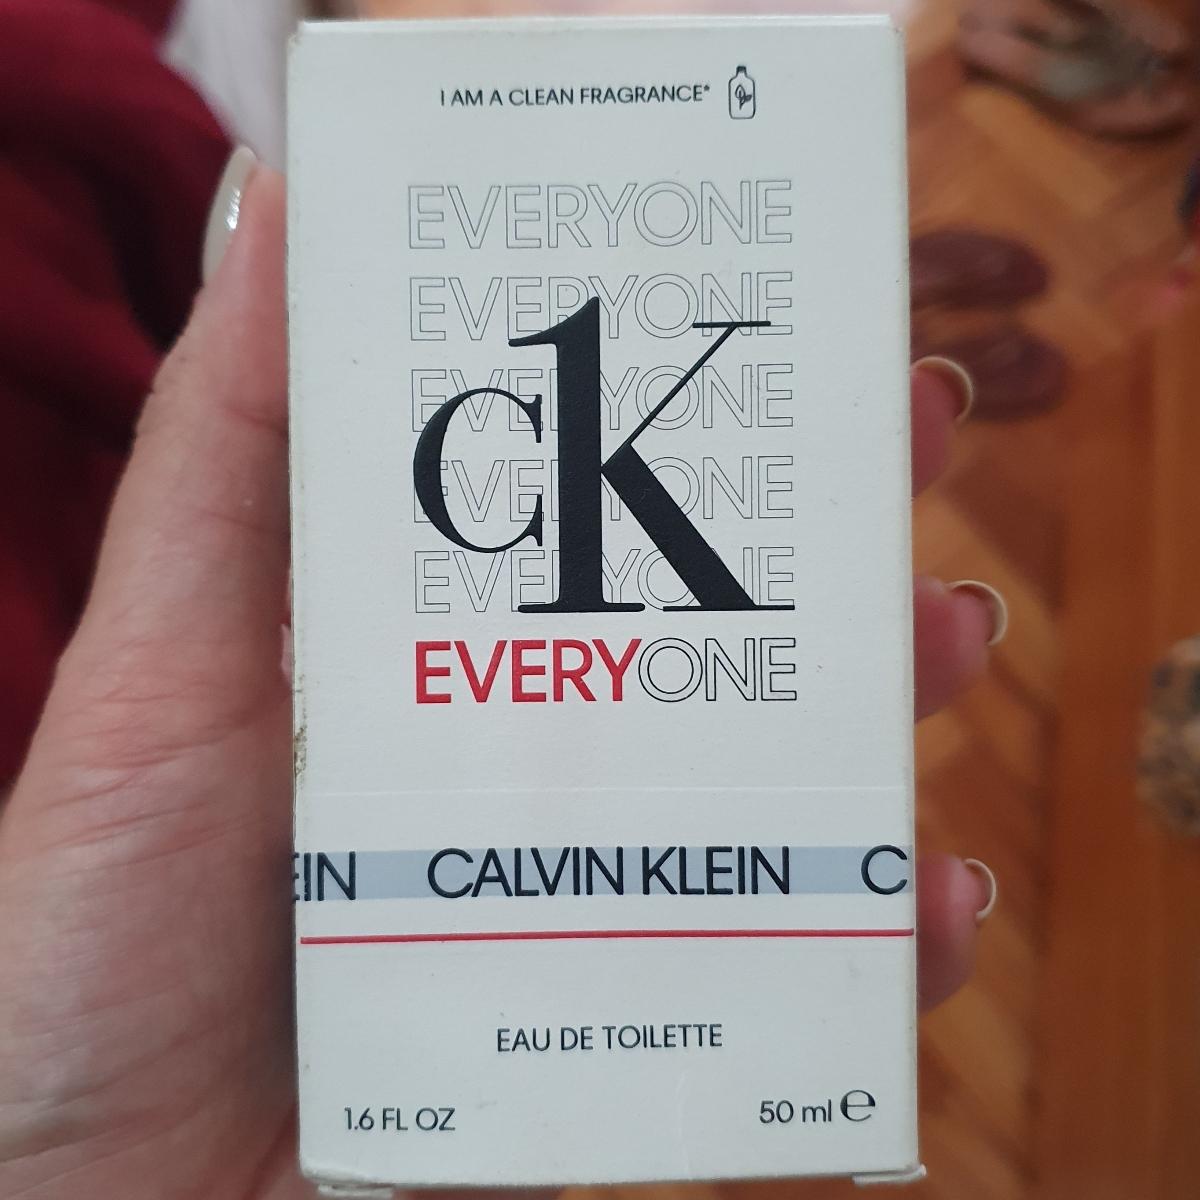 I AM A CLEAN FRAGRANCE*
EVERYONE
EVERYONE
EVERYONE
EVERYONE
EVERYONE
cK
EVERYONE
EIN CALVIN KLEIN C
EAU DE TOILETTE
1.6 FL OZ 50 ml ℮